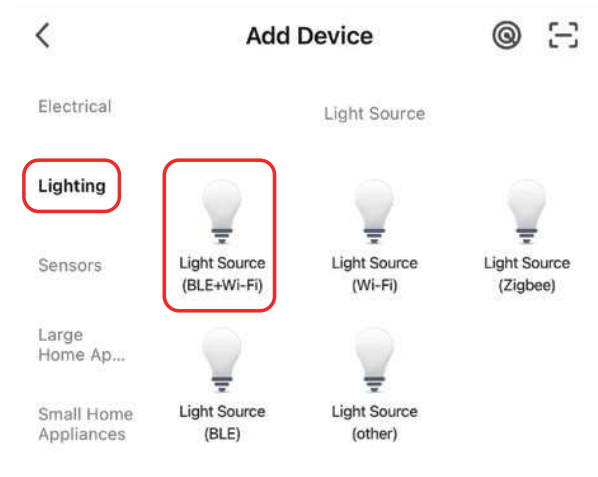 Add Device
Electrical
Lighting
Sensors
Large
Home Ap...
Small Home
Appliances
Light Source
Light Source
(BLE+Wi-Fi)
Light Source
(Wi-Fi)
Light Source
(Zigbee)
Light Source
(BLE)
Light Source
(other)